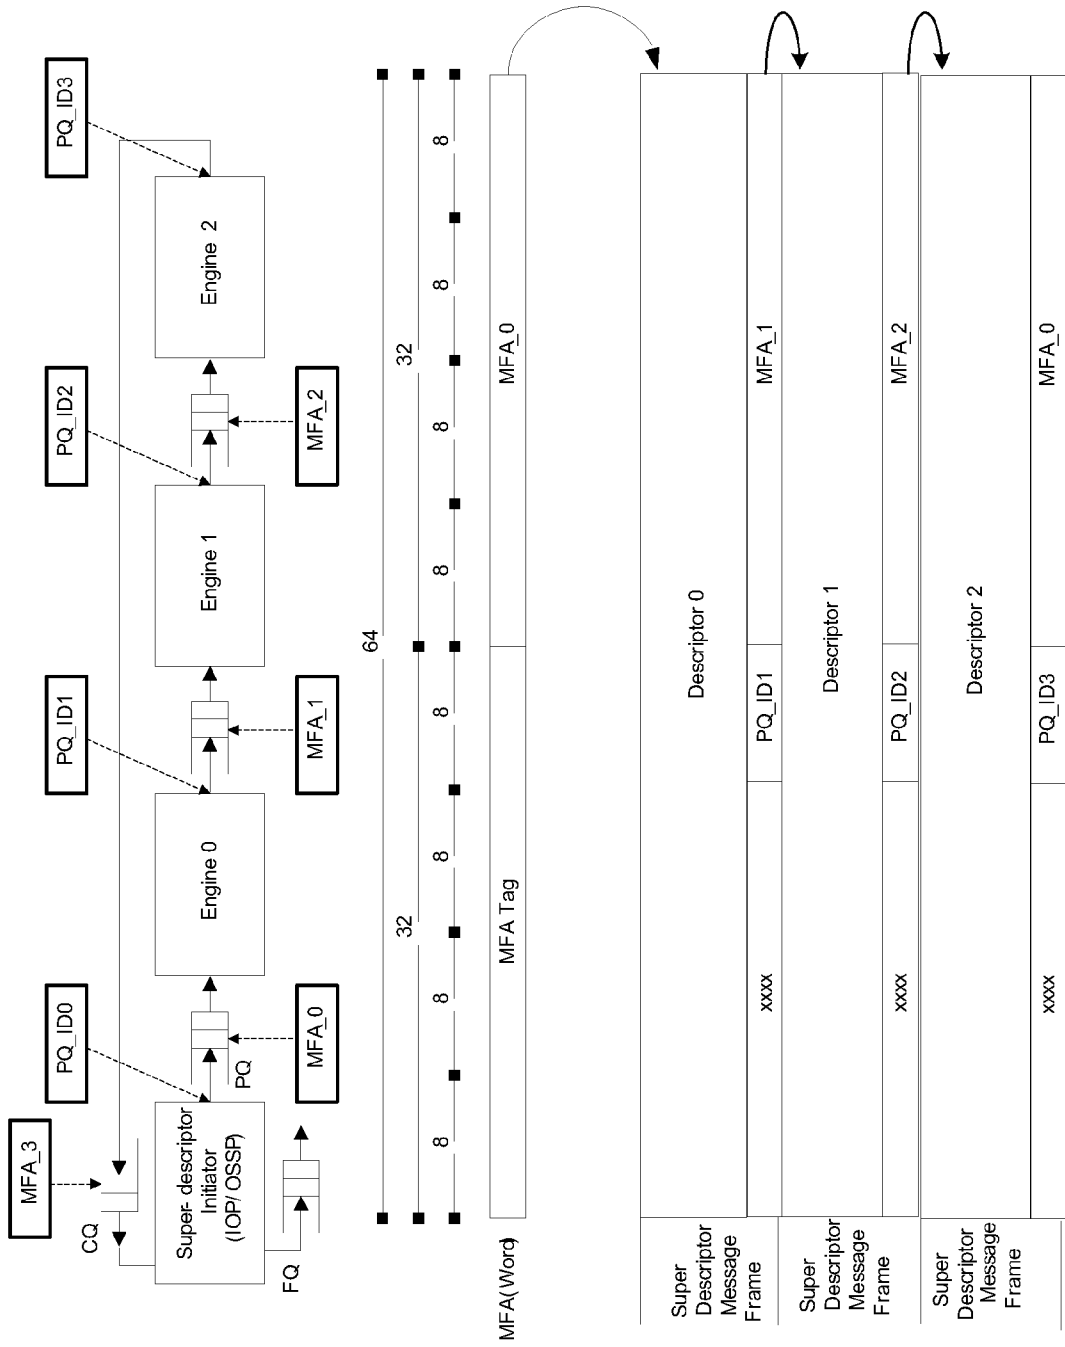 MFA_3
PQ_ID0
PQ_ID1
PQ_ID2
PQ_ID3
CQ
Super- descriptor
Initiator
(IOP/ OSSP)
Engine 0
Engine 1
Engine 2
PQ
FQ
MFA_0
MFA_1
MFA_2
64
32
32
8
8
8
8
8
8
8
8
MFA(Word)
MFA Tag
MFA_0
Super
Descriptor
Message
Frame
Descriptor 0
xxxx
PQ_ID1
MFA_1
Super
Descriptor
Message
Frame
Descriptor 1
xxxx
PQ_ID2
MFA_2
Super
Descriptor
Message
Frame
Descriptor 2
xxxx
PQ_ID3
MFA_0